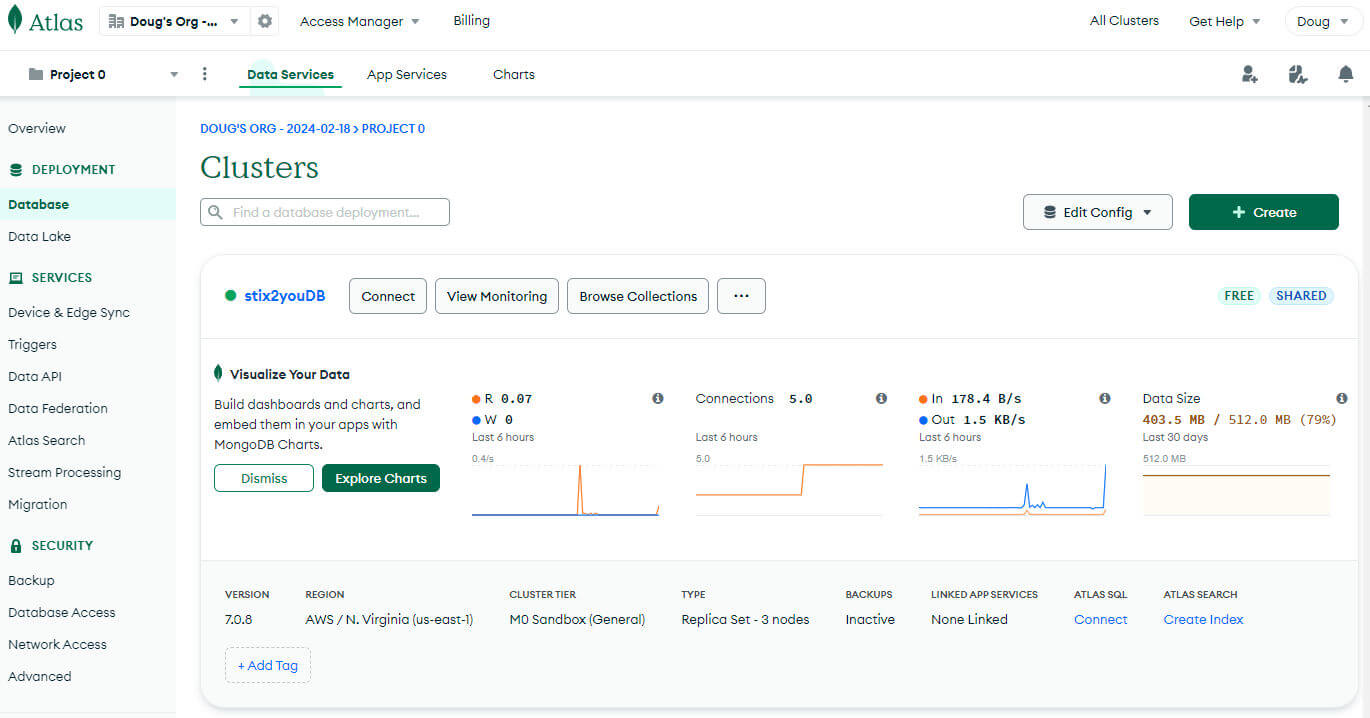 Atlas
Doug's Org -...
Access Manager
Billing
All Clusters
Get Help
Doug
Project 0
Data Services
App Services
Charts
Overview
DEPLOYMENT
Database
Data Lake
SERVICES
Device & Edge Sync
Triggers
Data API
Data Federation
Atlas Search
Stream Processing
Migration
SECURITY
Backup
Database Access
Network Access
Advanced
DOUG'S ORG - 2024-02-18 > PROJECT 0
Clusters
Find a database deployment...
Edit Config
+ Create
stix2youDB
Connect
View Monitoring
Browse Collections
...
FREE
SHARED
Visualize Your Data
Build dashboards and charts, and
embed them in your apps with
MongoDB Charts.
Dismiss
Explore Charts
R 0.07
W 0
Last 6 hours
0.4/s
Connections 5.0
Last 6 hours
5.0
In 178.4 B/s
Out 1.5 KB/s
Last 6 hours
1.5 KB/s
Data Size
403.5 MB / 512.0 MB (79%)
Last 30 days
512.0 MB
VERSION
7.0.8
REGION
AWS / N. Virginia (us-east-1)
CLUSTER TIER
M0 Sandbox (General)
TYPE
Replica Set - 3 nodes
BACKUPS
Inactive
LINKED APP SERVICES
None Linked
ATLAS SQL
Connect
ATLAS SEARCH
Create Index
+ Add Tag